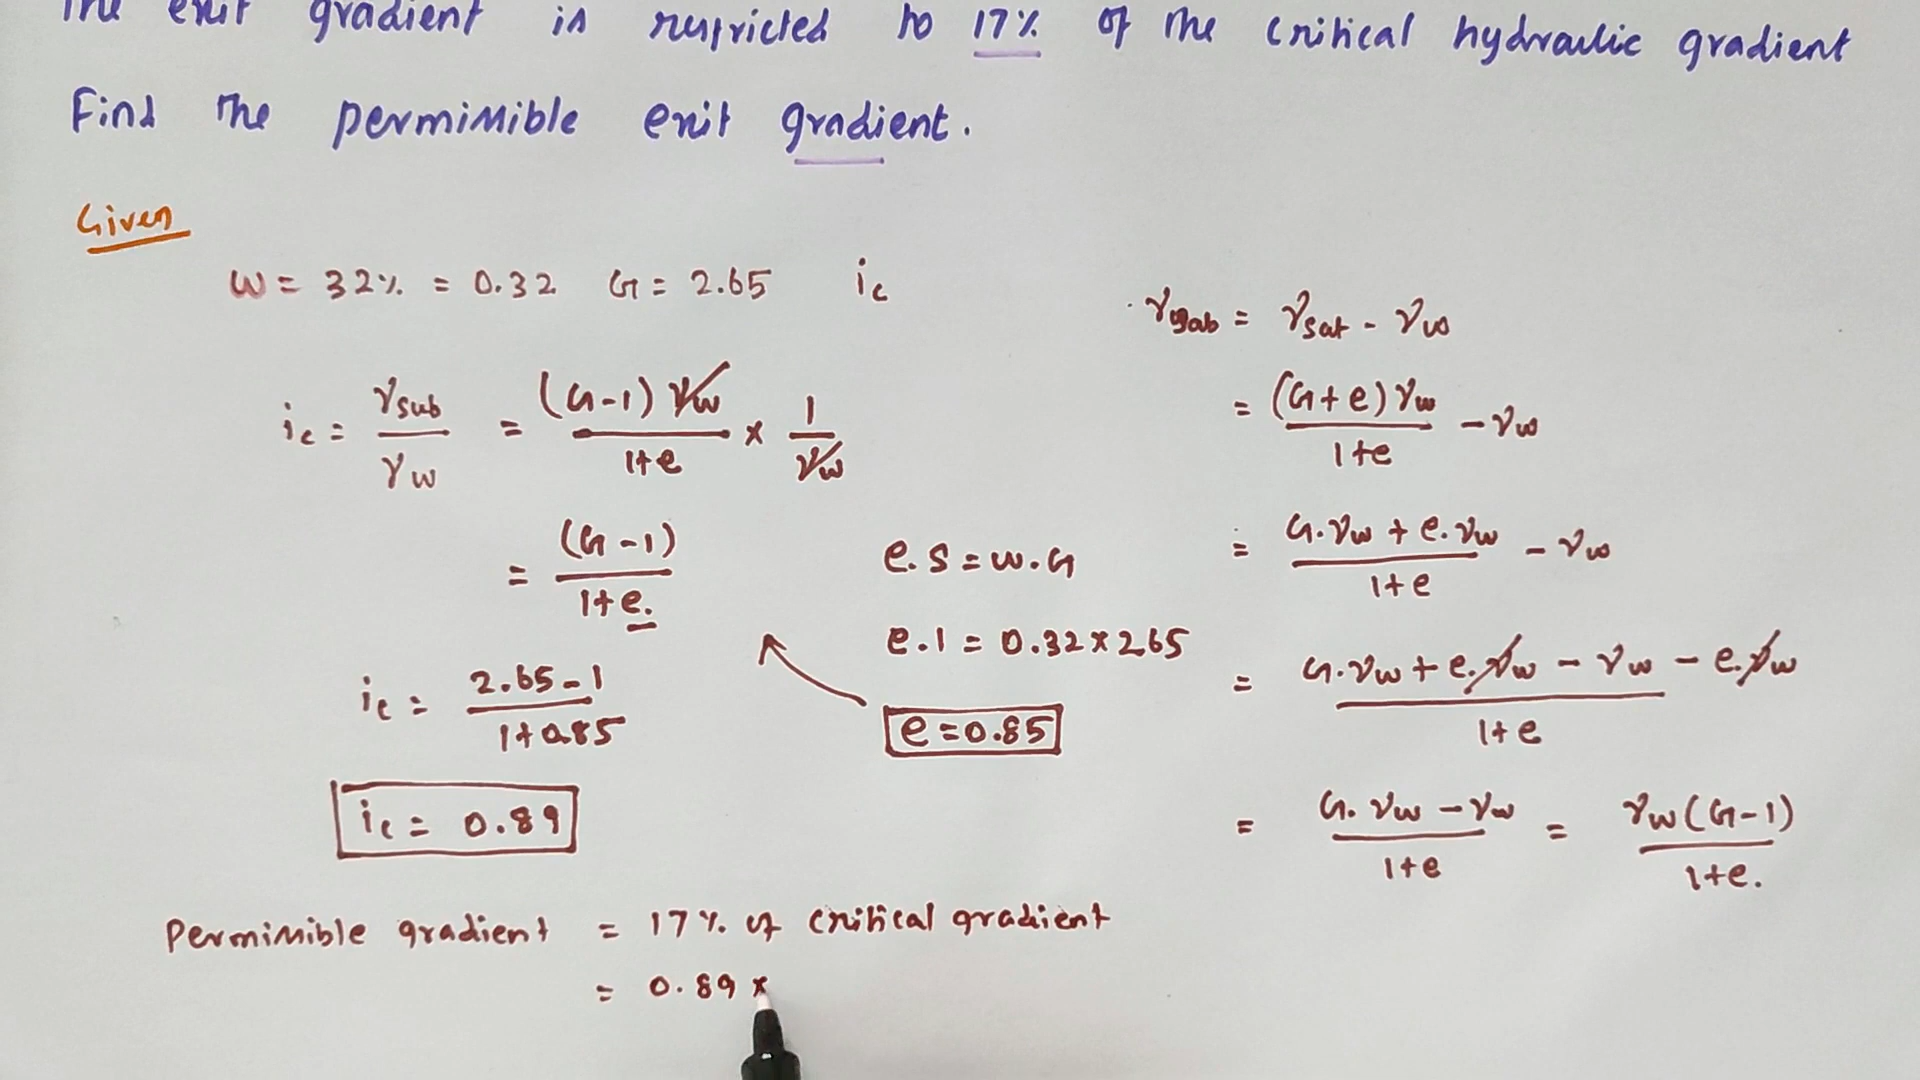 The exit gradient is restricted to 17% of the critical hydraulic gradient
Find the permissible exit gradient.
Given
w = 32% = 0.32 G = 2.65 ic
ic = γsub / γw = (G-1) γw / 1+e × 1 / γw
= (G-1) / 1+e.
ic = 2.65-1 / 1+0.85
ic = 0.89
e.s = w.G
e.1 = 0.32 × 2.65
e = 0.85
γsub = γsat - γw
= (G+e) γw / 1+e - γw
= G.γw + e.γw / 1+e - γw
= G.γw + e.γw - γw - e.γw / 1+e
= G.γw - γw / 1+e = γw(G-1) / 1+e.
Permissible gradient = 17% of critical gradient
= 0.89 ×